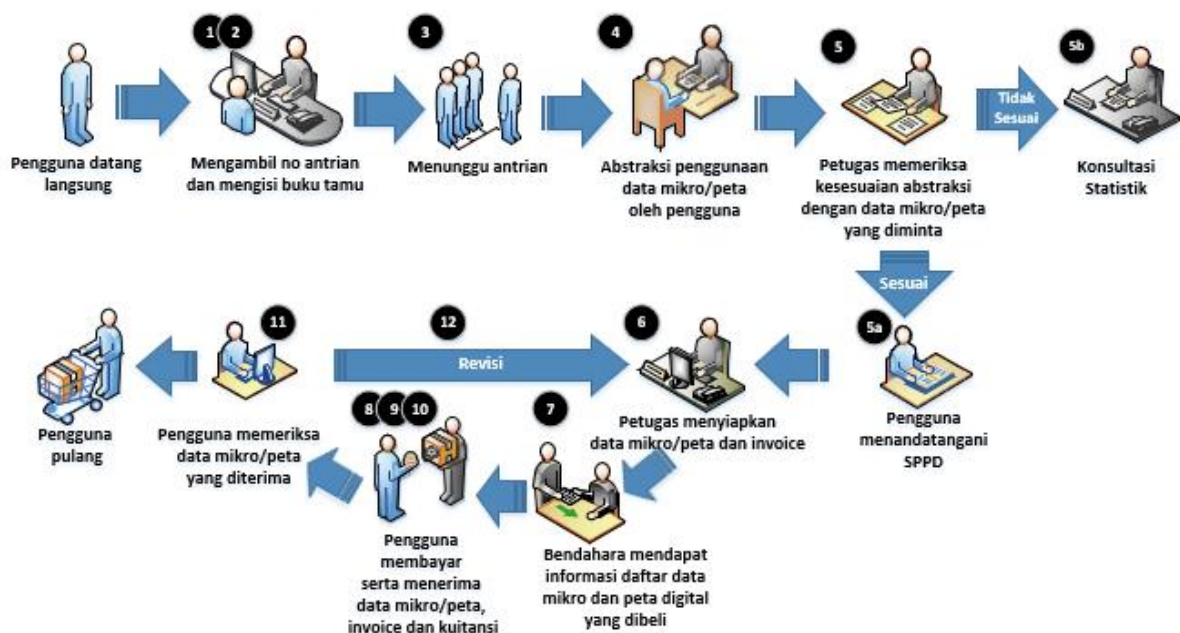 1 2
3
4
5
5b
Tidak
Sesuai
Pengguna datang
langsung
Mengambil no antrian
dan mengisi buku tamu
Menunggu antrian
Abstraksi penggunaan
data mikro/peta
oleh pengguna
Petugas memeriksa
kesesuaian abstraksi
dengan data mikro/peta
yang diminta
Konsultasi
Statistik
Sesuai
5a
Pengguna
menandatangani
SPPD
6
Petugas menyiapkan
data mikro/peta dan invoice
7
Bendahara mendapat
informasi daftar data
mikro dan peta digital
yang dibeli
8 9 10
Pengguna
membayar
serta menerima
data mikro/peta,
invoice dan kuitansi
11
Pengguna memeriksa
data mikro/peta
yang diterima
12
Revisi
Pengguna
pulang